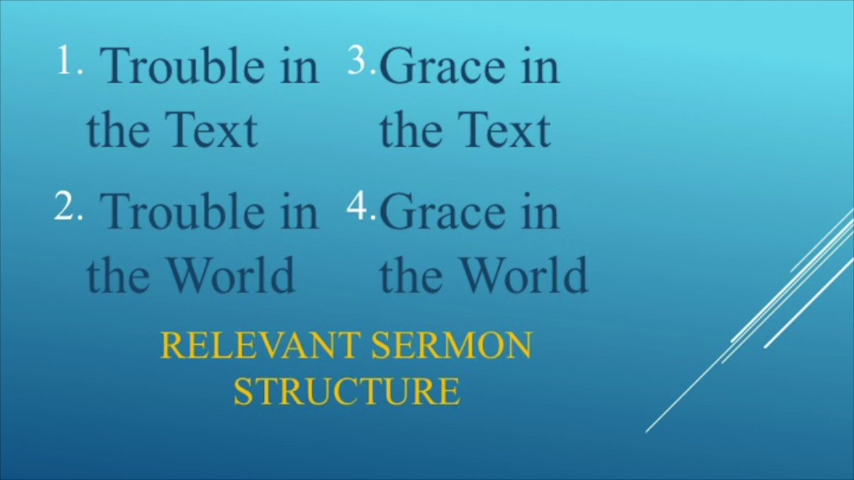 1. Trouble in
the Text
2. Trouble in
the World
3. Grace in
the Text
4. Grace in
the World
RELEVANT SERMON
STRUCTURE